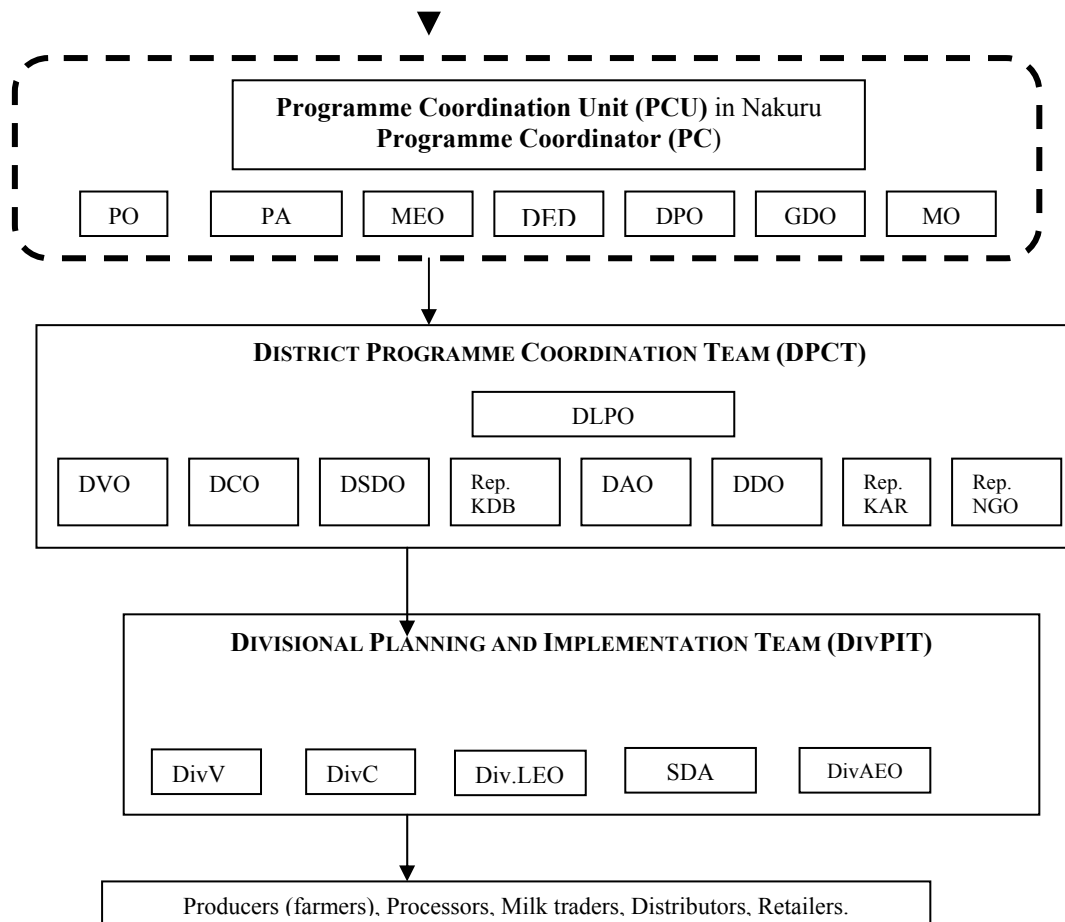 Programme Coordination Unit (PCU) in Nakuru
Programme Coordinator (PC)
PO PA MEO DED DPO GDO MO
DISTRICT PROGRAMME COORDINATION TEAM (DPCT)
DLPO
DVO DCO DSDO Rep. KDB DAO DDO Rep. KAR Rep. NGO
DIVISIONAL PLANNING AND IMPLEMENTATION TEAM (DIVPIT)
DivV DivC Div.LEO SDA DivAEO
Producers (farmers), Processors, Milk traders, Distributors, Retailers.